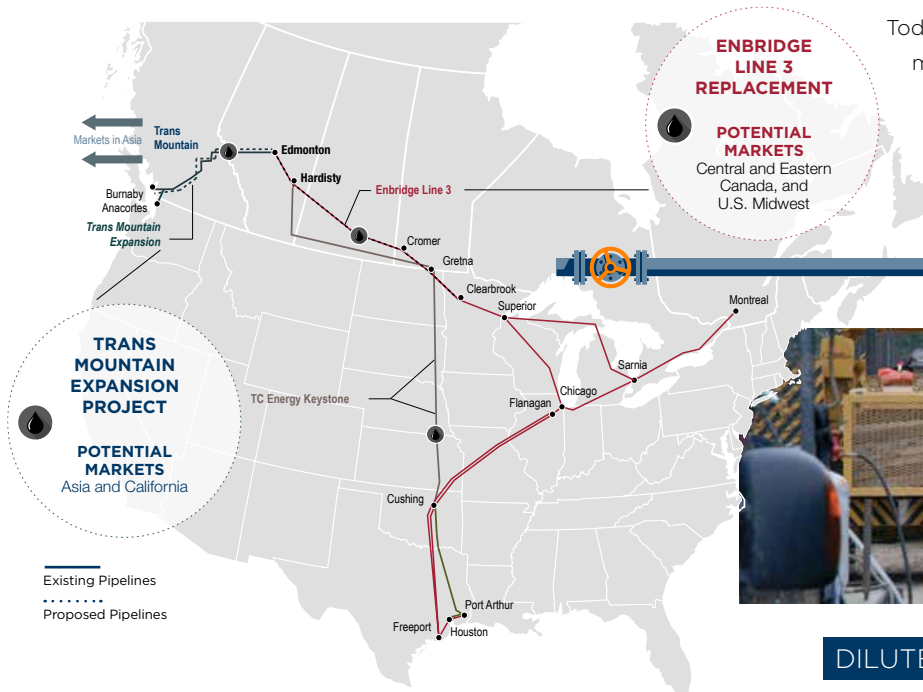 Tod
m
ENBRIDGE
LINE 3
REPLACEMENT
POTENTIAL
MARKETS
Central and Eastern
Canada, and
U.S. Midwest
Markets in Asia
Trans
Mountain
Edmonton
Hardisty
Enbridge Line 3
Burnaby
Anacortes
Trans Mountain
Expansion
Cromer
Gretna
Clearbrook
Superior
Montreal
Sarnia
Chicago
Flanagan
TRANS
MOUNTAIN
EXPANSION
PROJECT
POTENTIAL
MARKETS
Asia and California
TC Energy Keystone
Cushing
Existing Pipelines
Proposed Pipelines
Port Arthur
Freeport
Houston
DILUTE